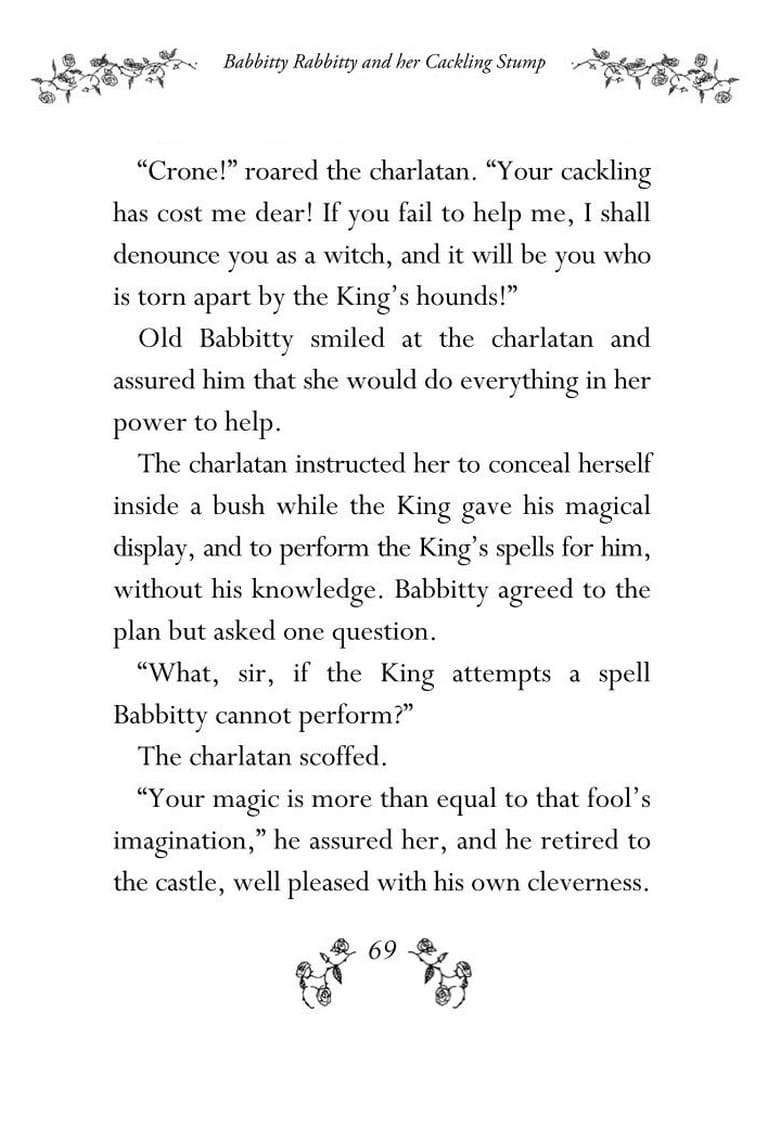 Babbitty Rabbitty and her Cackling Stump
“Crone!” roared the charlatan. “Your cackling
has cost me dear! If you fail to help me, I shall
denounce you as a witch, and it will be you who
is torn apart by the King’s hounds!”
Old Babbitty smiled at the charlatan and
assured him that she would do everything in her
power to help.
The charlatan instructed her to conceal herself
inside a bush while the King gave his magical
display, and to perform the King’s spells for him,
without his knowledge. Babbitty agreed to the
plan but asked one question.
“What, sir, if the King attempts a spell
Babbitty cannot perform?”
The charlatan scoffed.
“Your magic is more than equal to that fool’s
imagination,” he assured her, and he retired to
the castle, well pleased with his own cleverness.
69